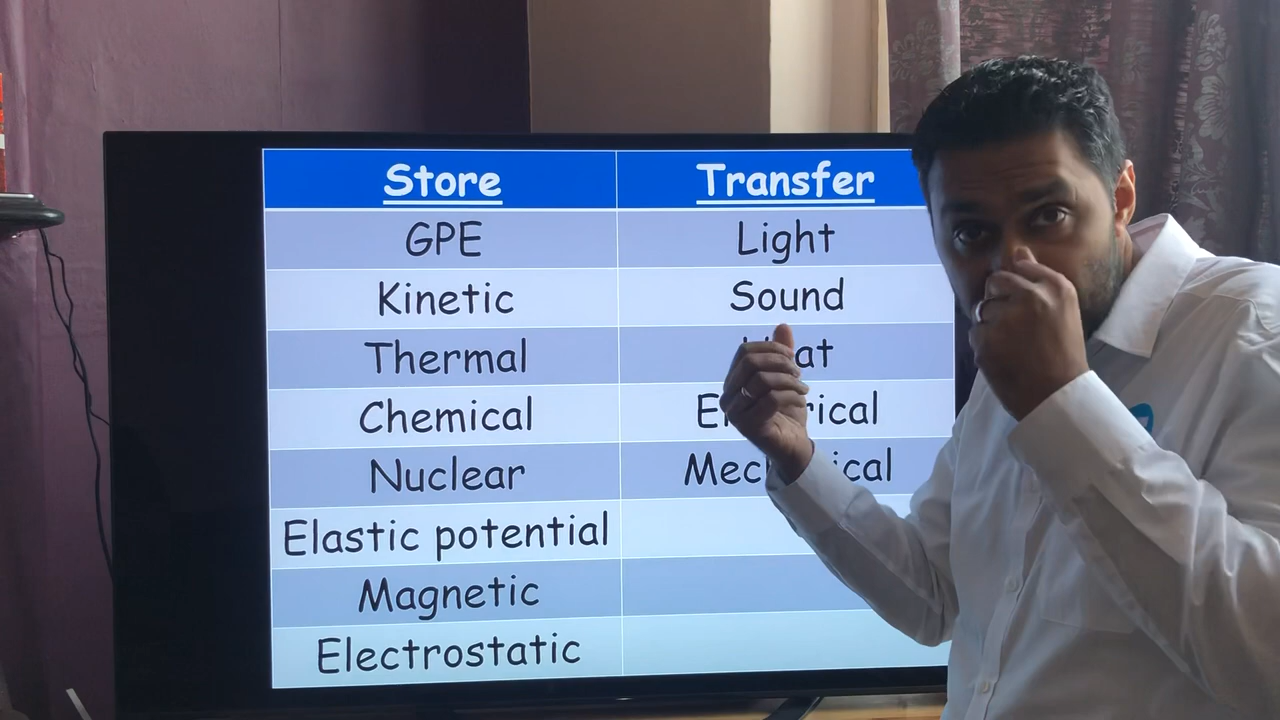 Store Transfer
GPE Light
Kinetic Sound
Thermal
Chemical
Nuclear
Elastic potential
Magnetic
Electrostatic